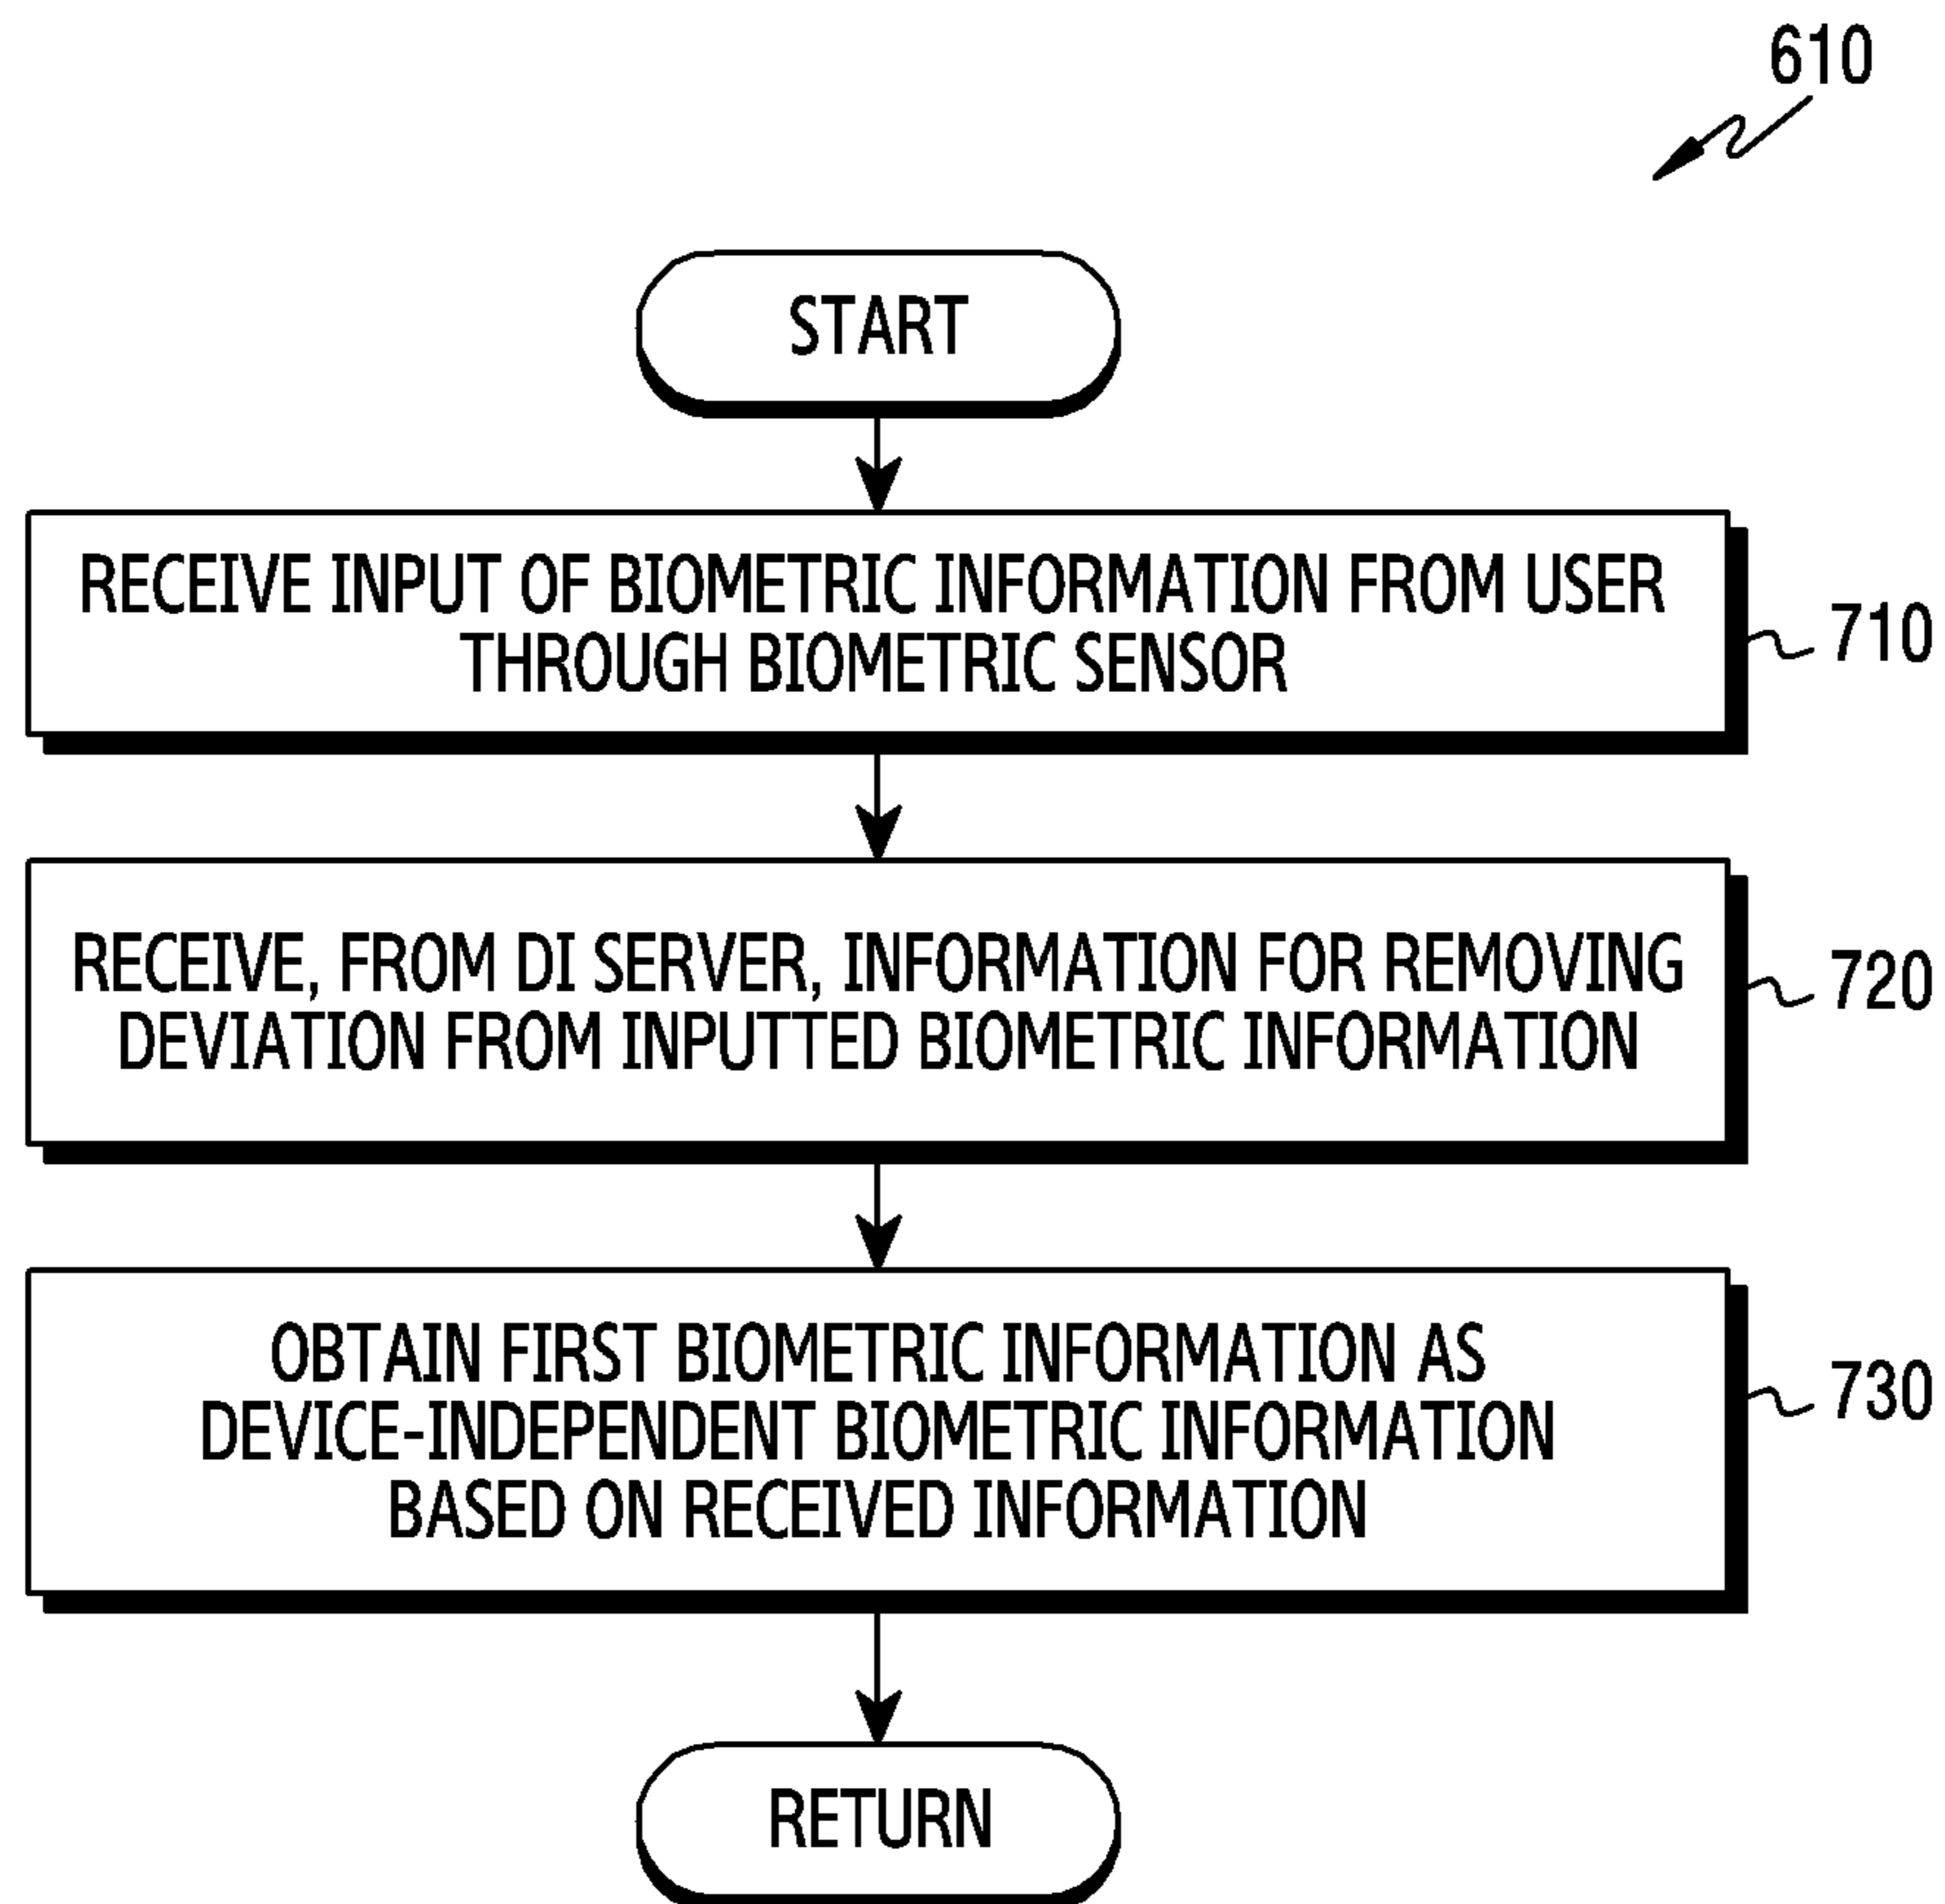 610
START
RECEIVE INPUT OF BIOMETRIC INFORMATION FROM USER
THROUGH BIOMETRIC SENSOR
710
RECEIVE, FROM DI SERVER, INFORMATION FOR REMOVING
DEVIATION FROM INPUTTED BIOMETRIC INFORMATION
720
OBTAIN FIRST BIOMETRIC INFORMATION AS
DEVICE-INDEPENDENT BIOMETRIC INFORMATION
BASED ON RECEIVED INFORMATION
730
RETURN